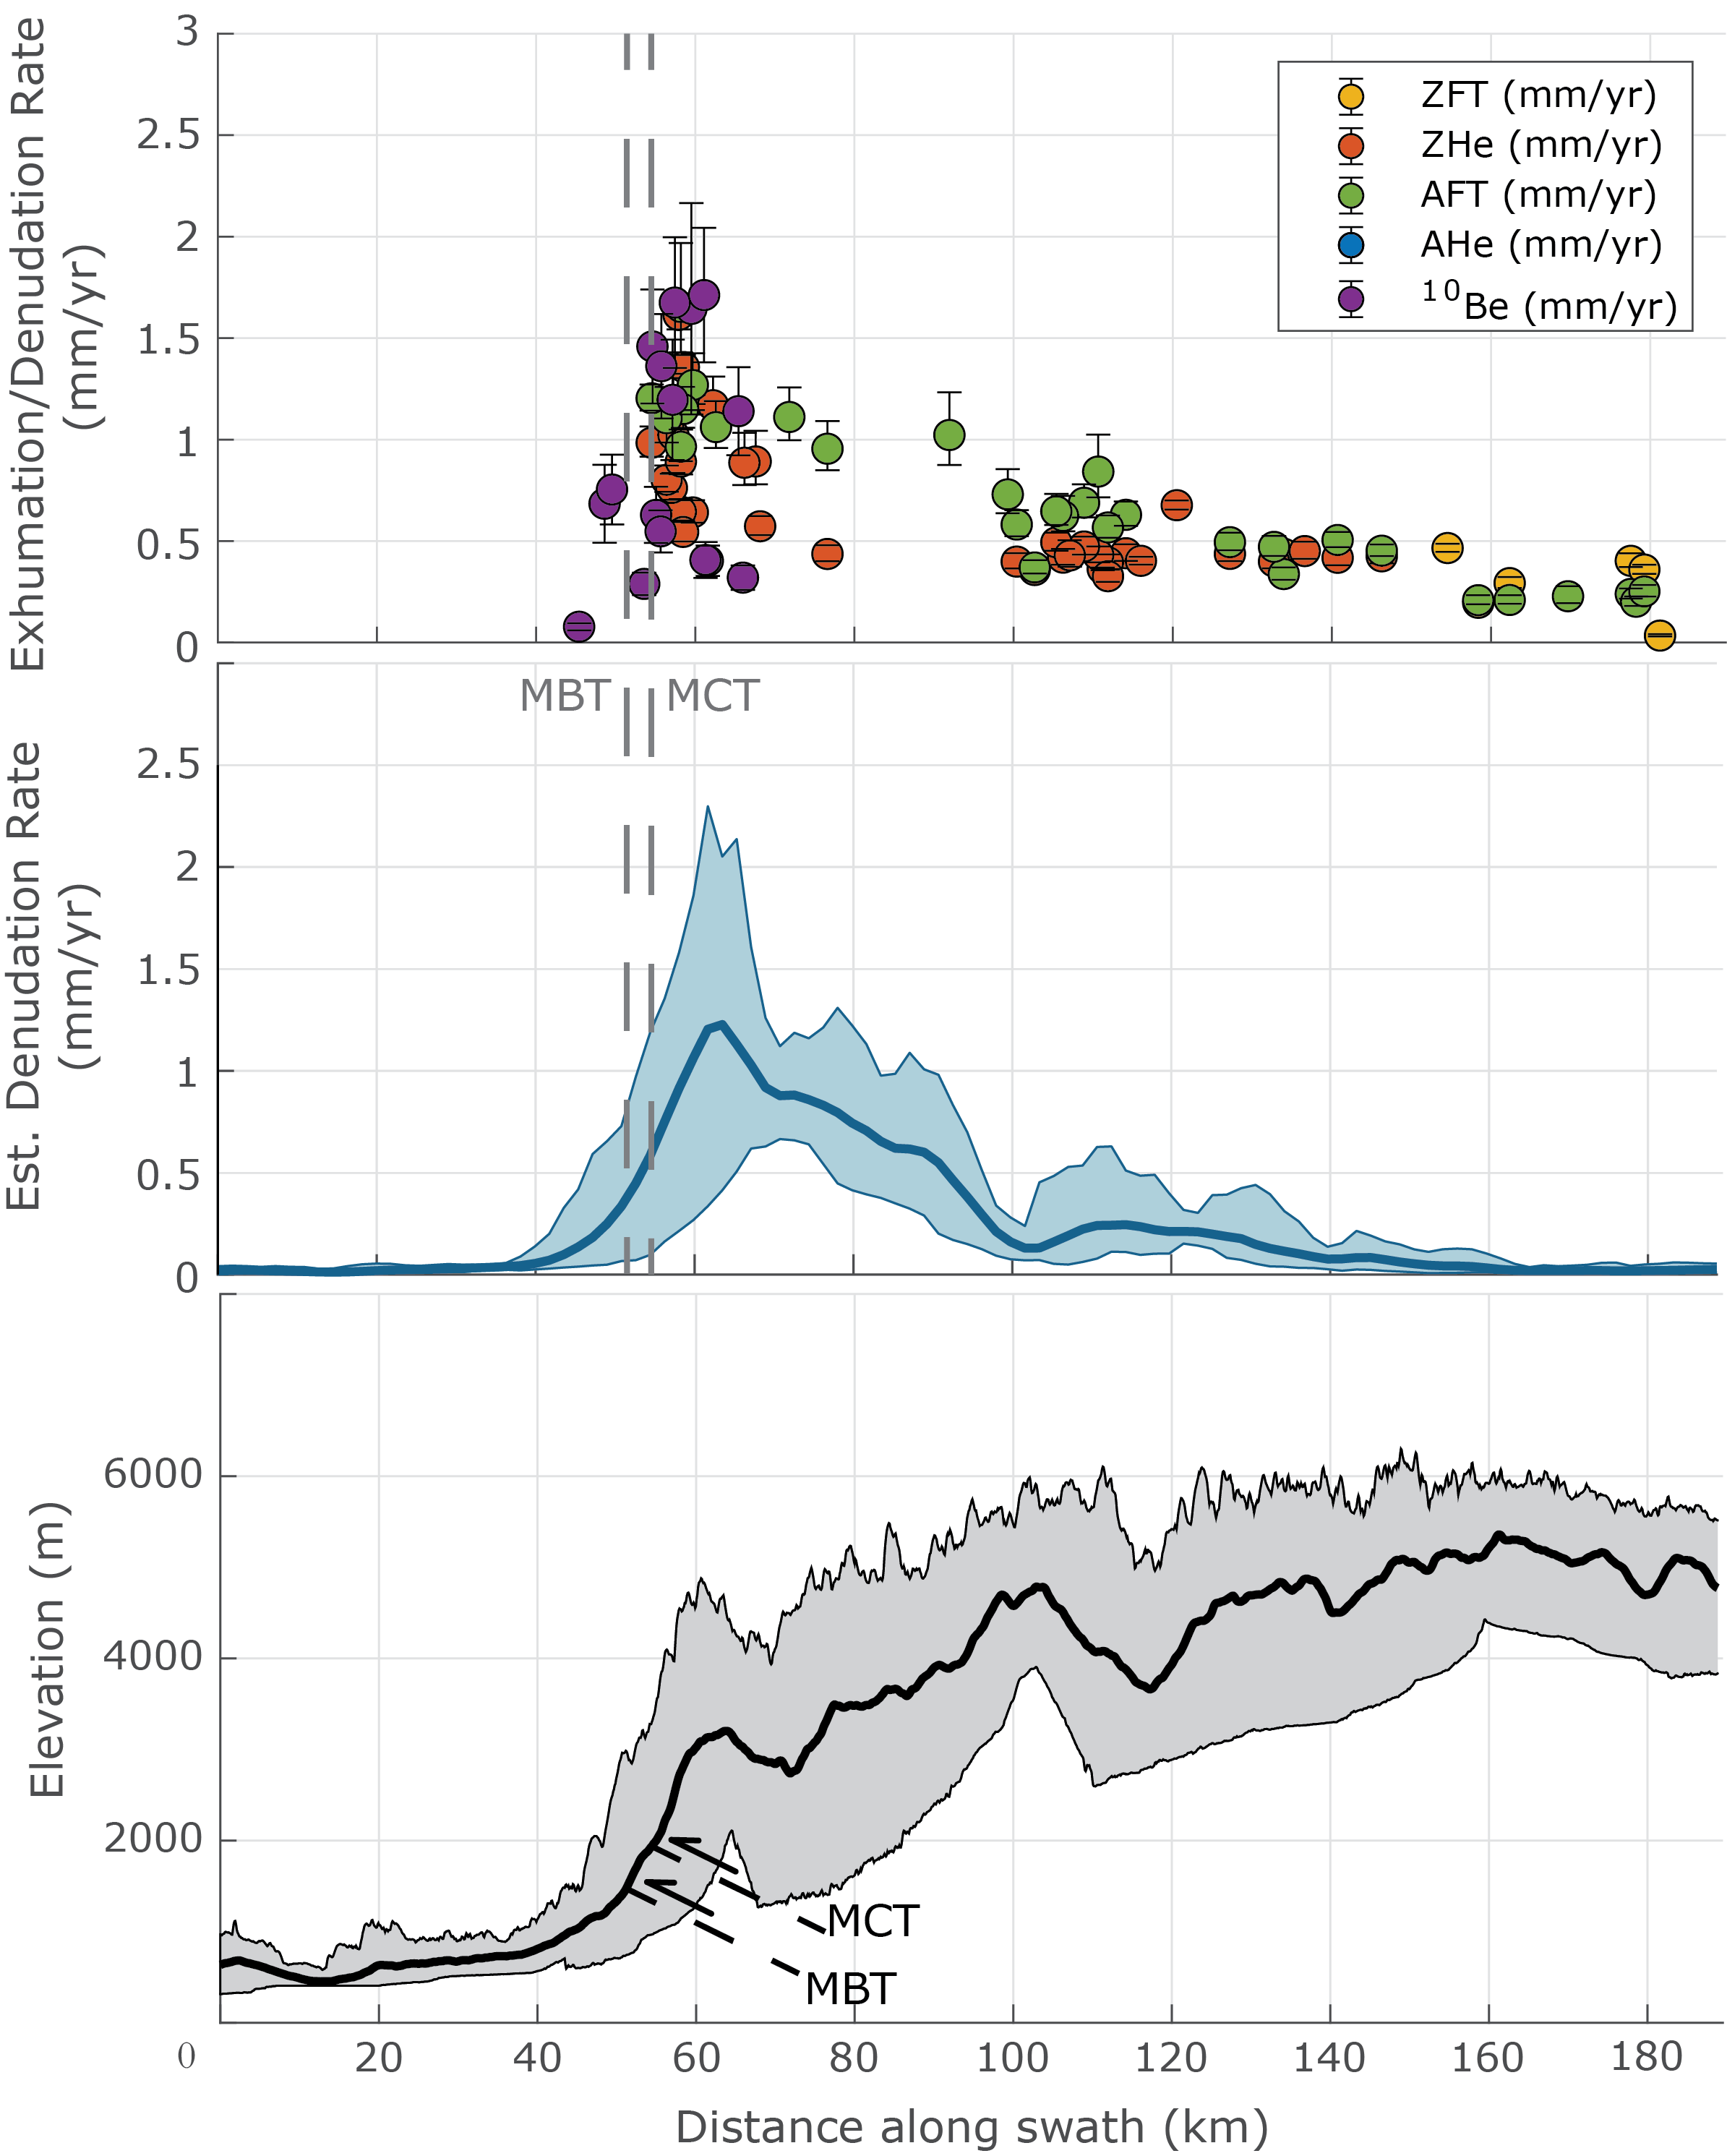 Exhumation/Denudation Rate
(mm/yr)
3
2.5
2
1.5
1
0.5
0
ZFT (mm/yr)
ZHe (mm/yr)
AFT (mm/yr)
AHe (mm/yr)
¹⁰Be (mm/yr)
MBT MCT
Est. Denudation Rate
(mm/yr)
2.5
2
1.5
1
0.5
0
Elevation (m)
6000
4000
2000
0
MCT
MBT
20 40 60 80 100 120 140 160 180
Distance along swath (km)